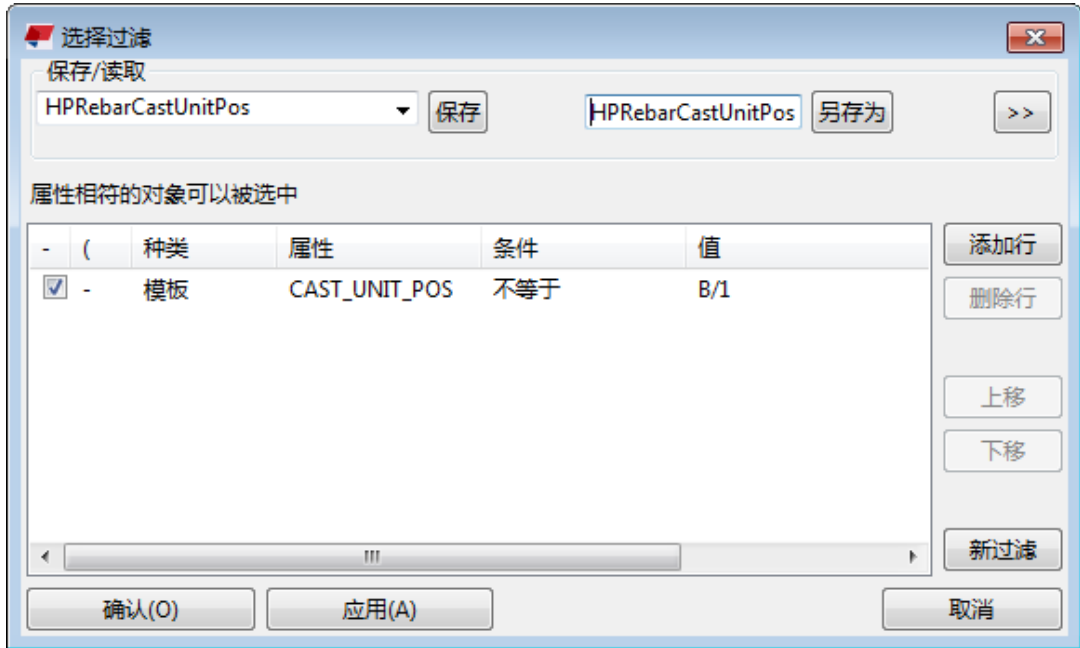 选择过滤
保存/读取
HPRebarCastUnitPos 保存 HPRebarCastUnitPos 另存为 >>
属性相符的对象可以被选中
- ( 种类 属性 条件 值
- 模板 CAST_UNIT_POS 不等于 B/1
添加行
删除行
上移
下移
新过滤
确认(O) 应用(A) 取消